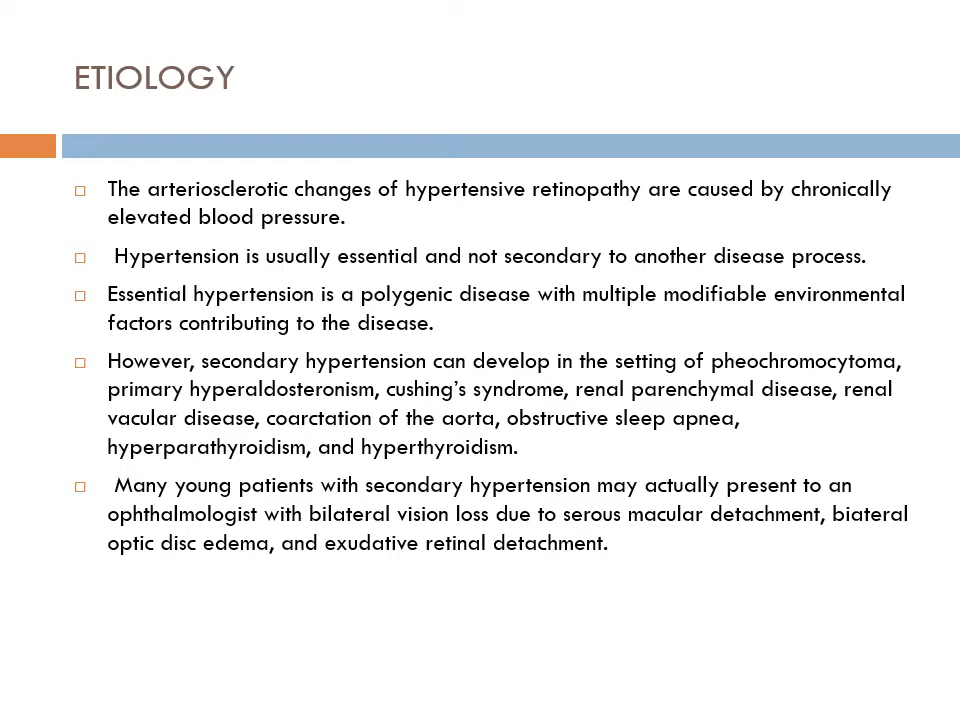 ETIOLOGY
The arteriosclerotic changes of hypertensive retinopathy are caused by chronically
elevated blood pressure.
Hypertension is usually essential and not secondary to another disease process.
Essential hypertension is a polygenic disease with multiple modifiable environmental
factors contributing to the disease.
However, secondary hypertension can develop in the setting of pheochromocytoma,
primary hyperaldosteronism, cushing’s syndrome, renal parenchymal disease, renal
vacular disease, coarctation of the aorta, obstructive sleep apnea,
hyperparathyroidism, and hyperthyroidism.
Many young patients with secondary hypertension may actually present to an
ophthalmologist with bilateral vision loss due to serous macular detachment, biateral
optic disc edema, and exudative retinal detachment.